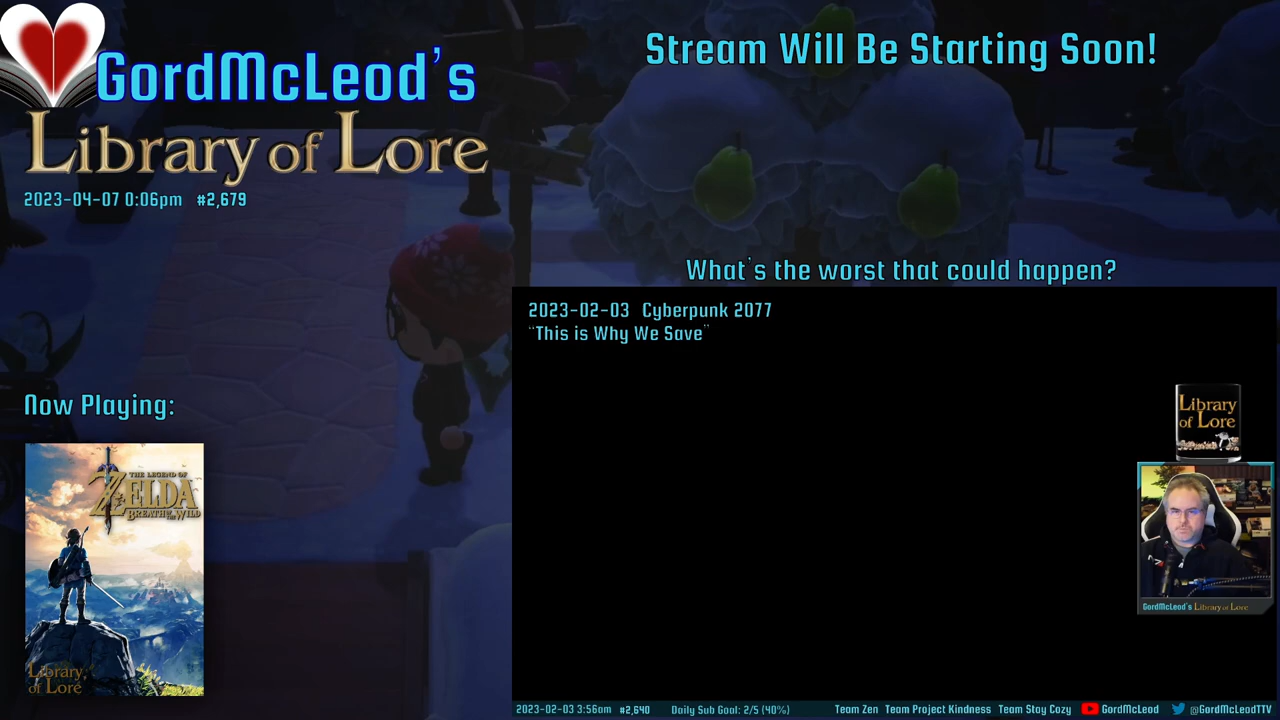 GordMcLeod's
Library of Lore
2023-04-07 0:06pm #2,679
Stream Will Be Starting Soon!
What's the worst that could happen?
2023-02-03 Cyberpunk 2077
"This is Why We Save"
Now Playing:
THE LEGEND OF
ZELDA
BREATH OF THE WILD
Library
of Lore
Library
of Lore
GordMcLeod's Library of Lore
2023-02-03 3:56am #2,640 Daily Sub Goal: 2/5 (40%) Team Zen Team Project Kindness Team Stay Cozy GordMcLeod @GordMcLeodTTV